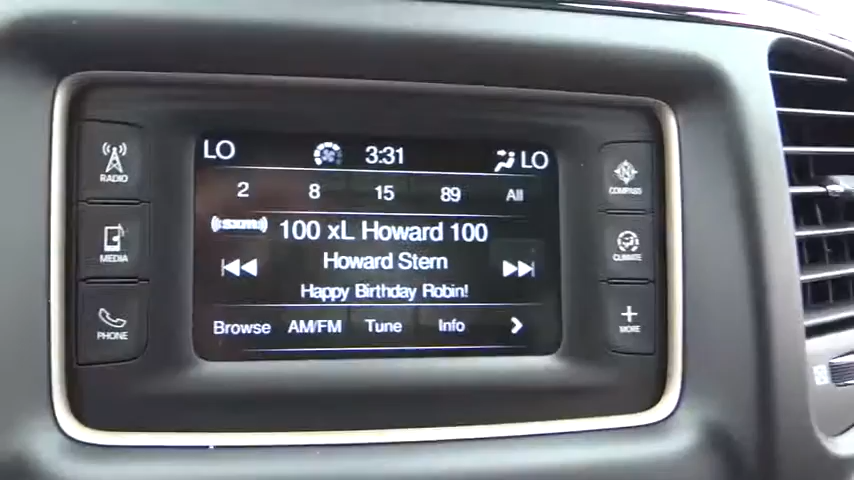 LO 3:31 LO
RADIO COMPASS
2 8 15 89 All
((SXM)) 100 xL Howard 100
MEDIA Howard Stern CLIMATE
Happy Birthday Robin!
PHONE Browse AM/FM Tune Info > + MORE